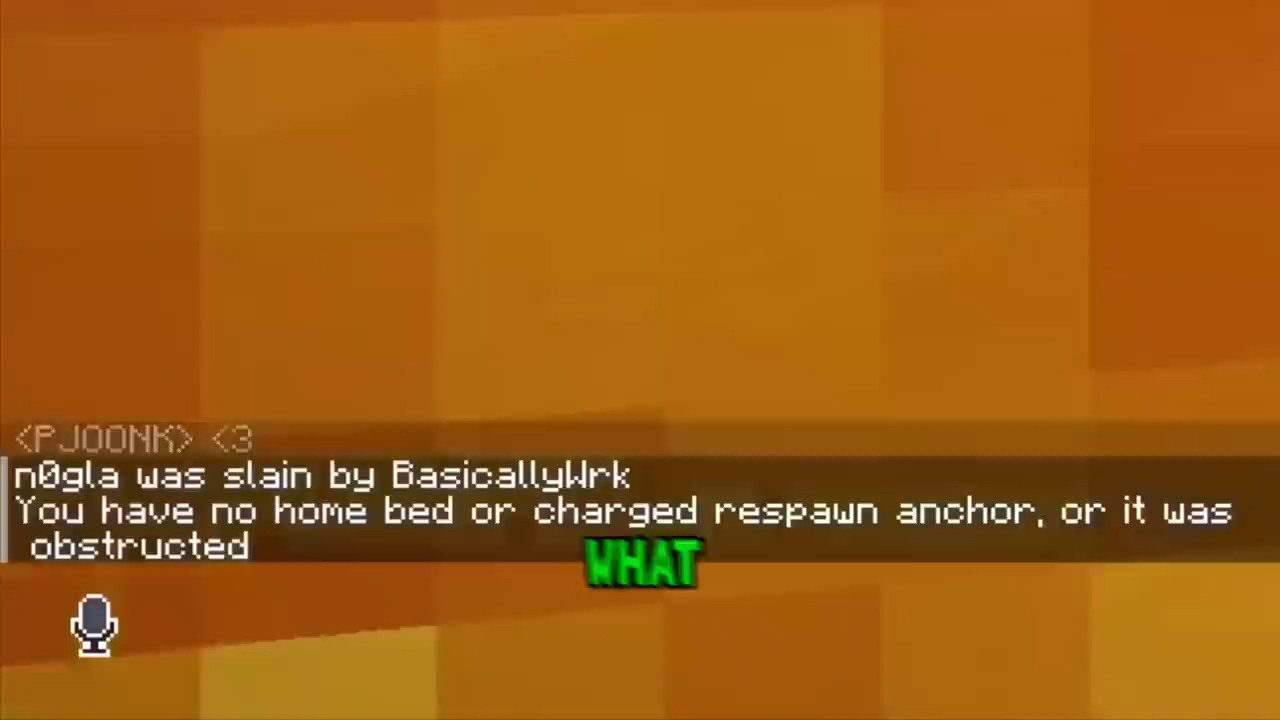 <PJOONK> <3
n0gla was slain by BasicallyWrk
You have no home bed or charged respawn anchor, or it was
obstructed
WHAT